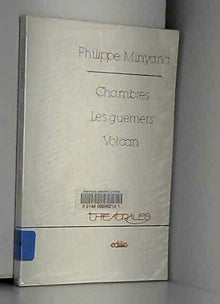 Philippe Minyana
Chambres
Les guerriers
Volcan
THEATRALES
edilig